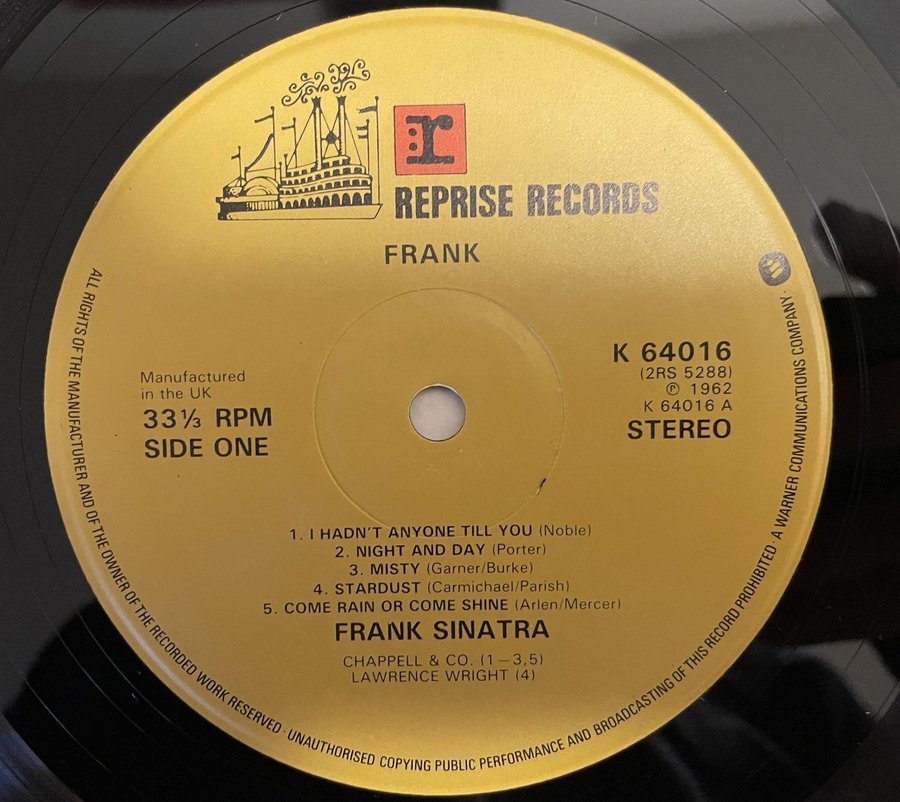 r
REPRISE RECORDS
FRANK
Manufactured
in the UK
33⅓ RPM
SIDE ONE
K 64016
(2RS 5288)
℗ 1962
K 64016 A
STEREO
1. I HADN'T ANYONE TILL YOU (Noble)
2. NIGHT AND DAY (Porter)
3. MISTY (Garner/Burke)
4. STARDUST (Carmichael/Parish)
5. COME RAIN OR COME SHINE (Arlen/Mercer)
FRANK SINATRA
CHAPPELL & CO. (1–3,5)
LAWRENCE WRIGHT (4)
ALL RIGHTS OF THE MANUFACTURER AND OF THE OWNER OF THE RECORDED WORK RESERVED · UNAUTHORISED COPYING PUBLIC PERFORMANCE AND BROADCASTING OF THIS RECORD PROHIBITED · A WARNER COMMUNICATIONS COMPANY ·